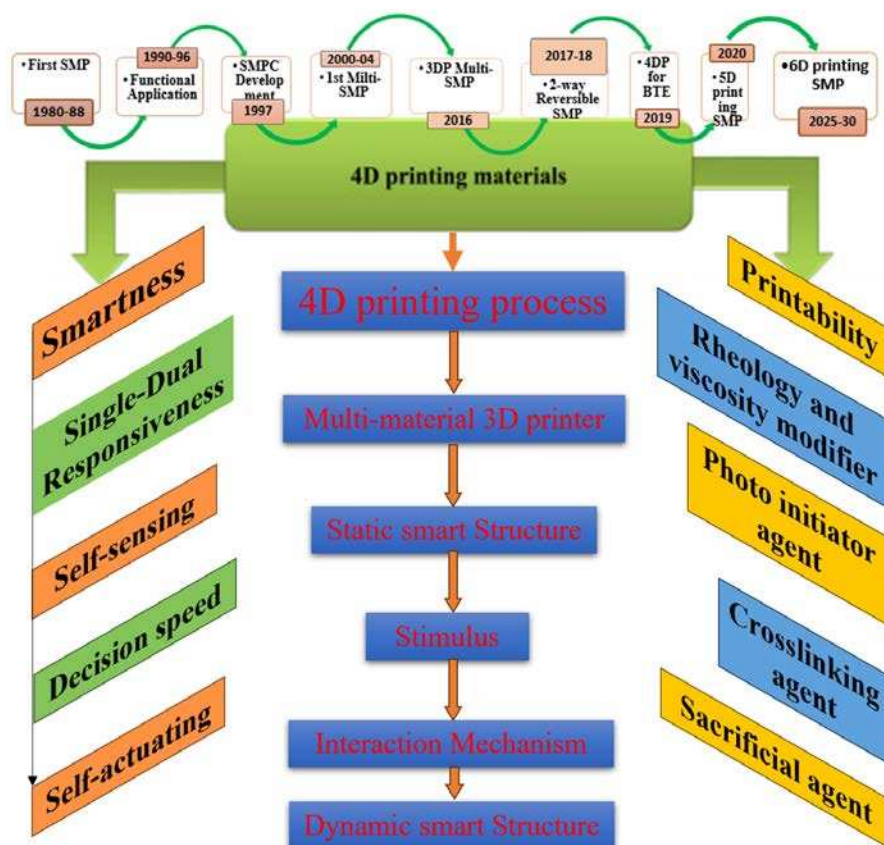 •First SMP
1980-88
1990-96
•Functional
Application
•SMPC
Develop
ment
1997
2000-04
•1st Milti-
SMP
•3DP Multi-
SMP
2016
2017-18
•2-way
Reversible
SMP
•4DP
for
BTE
2019
2020
•5D
print
ing
SMP
•6D printing
SMP
2025-30
4D printing materials
Smartness
Single-Dual
Responsiveness
Self-sensing
Decision speed
Self-actuating
4D printing process
Multi-material 3D printer
Static smart Structure
Stimulus
Interaction Mechanism
Dynamic smart Structure
Printability
Rheology and
viscosity modifier
Photo initiator
agent
Crosslinking
agent
Sacrificial agent